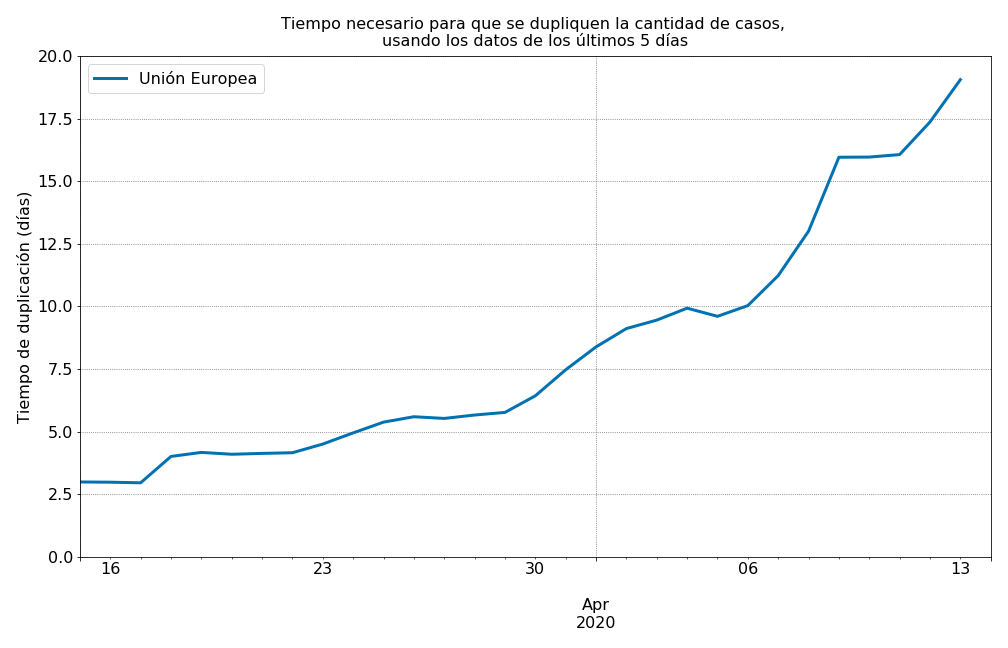 Tiempo necesario para que se dupliquen la cantidad de casos,
usando los datos de los últimos 5 días
Unión Europea
Tiempo de duplicación (días)
20.0
17.5
15.0
12.5
10.0
7.5
5.0
2.5
0.0
16 23 30 06 13
Apr
2020